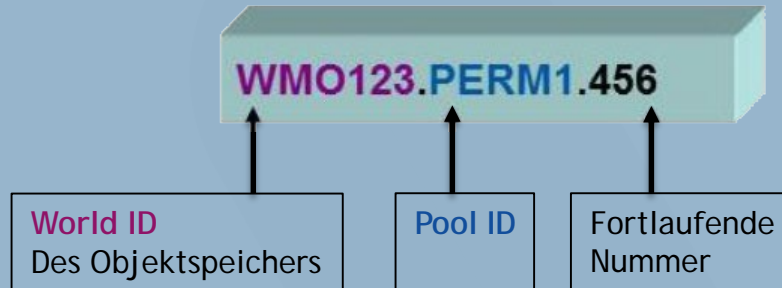 WMO123.PERM1.456
World ID
Des Objektspeichers
Pool ID
Fortlaufende
Nummer